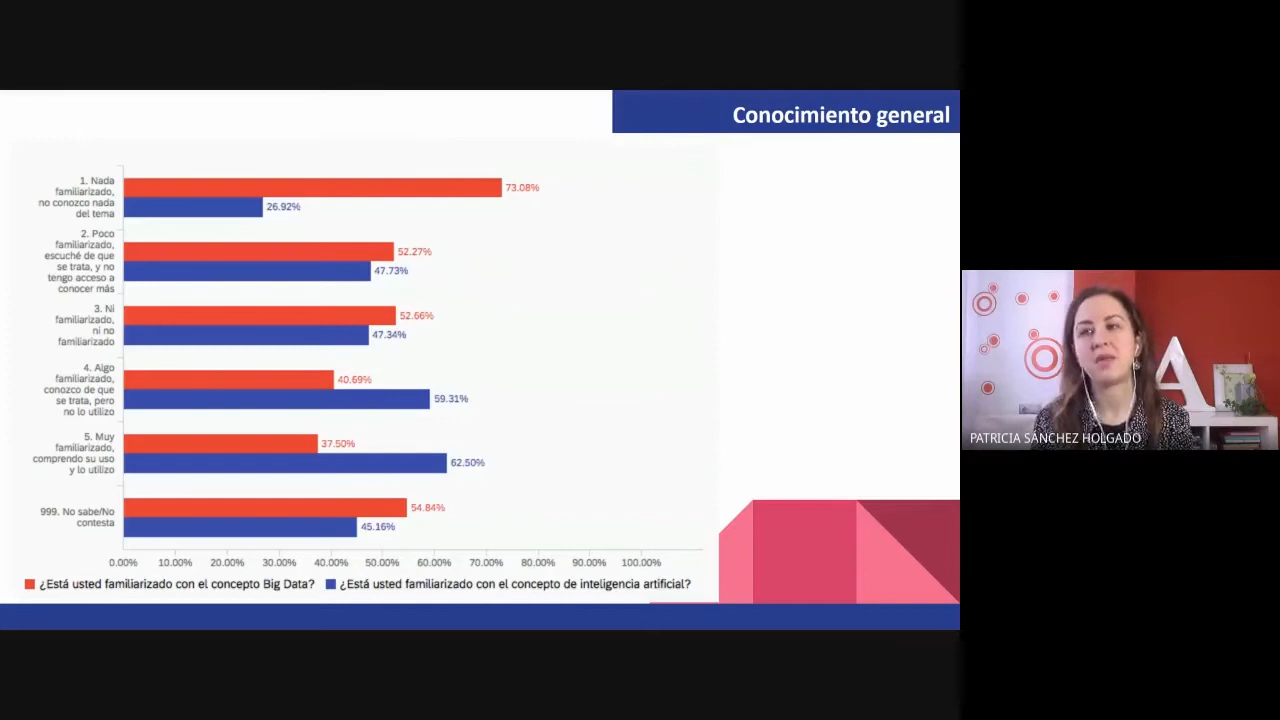 Conocimiento general
1. Nada
familiarizado,
no conozco nada
del tema
73.08%
26.92%
2. Poco
familiarizado,
escuché de que
se trata, y no
tengo acceso a
conocer más
52.27%
47.73%
3. Ni
familiarizado,
ni no
familiarizado
52.66%
47.34%
4. Algo
familiarizado,
conozco de que
se trata, pero
no lo utilizo
40.69%
59.31%
5. Muy
familiarizado,
comprendo su uso
y lo utilizo
37.50%
62.50%
999. No sabe/No
contesta
54.84%
45.16%
0.00% 10.00% 20.00% 30.00% 40.00% 50.00% 60.00% 70.00% 80.00% 90.00% 100.00%
¿Está usted familiarizado con el concepto Big Data? ¿Está usted familiarizado con el concepto de inteligencia artificial?
A
PATRICIA SÁNCHEZ HOLGADO